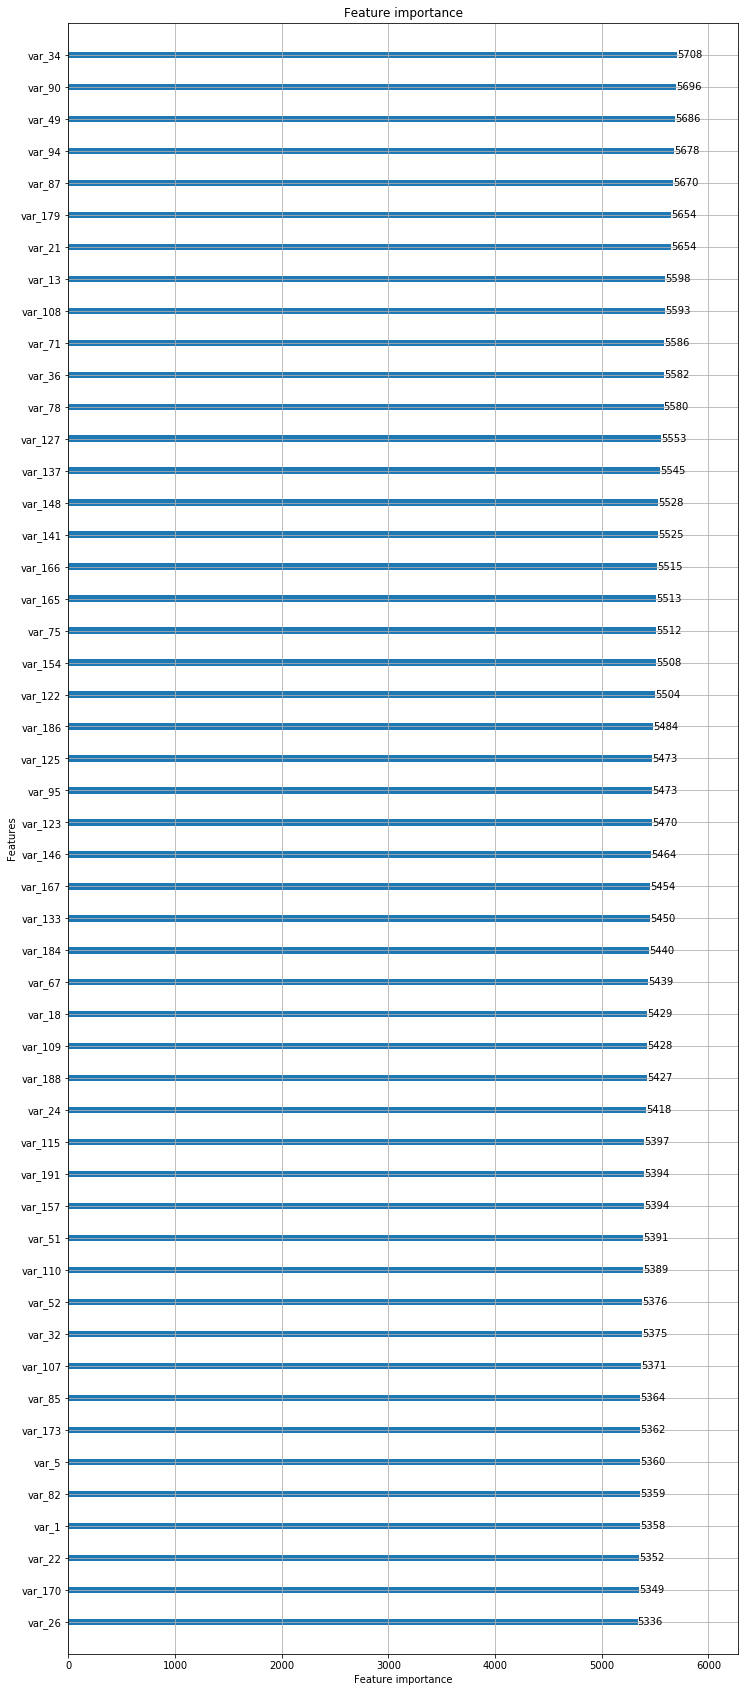 Feature importance
var_34 5708
var_90 5696
var_49 5686
var_94 5678
var_87 5670
var_179 5654
var_21 5654
var_13 5598
var_108 5593
var_71 5586
var_36 5582
var_78 5580
var_127 5553
var_137 5545
var_148 5528
var_141 5525
var_166 5515
var_165 5513
var_75 5512
var_154 5508
var_122 5504
var_186 5484
var_125 5473
var_95 5473
var_123 5470
Features
var_146 5464
var_167 5454
var_133 5450
var_184 5440
var_67 5439
var_18 5429
var_109 5428
var_188 5427
var_24 5418
var_115 5397
var_191 5394
var_157 5394
var_51 5391
var_110 5389
var_52 5376
var_32 5375
var_107 5371
var_85 5364
var_173 5362
var_5 5360
var_82 5359
var_1 5358
var_22 5352
var_170 5349
var_26 5336
0 1000 2000 3000 4000 5000 6000
Feature importance